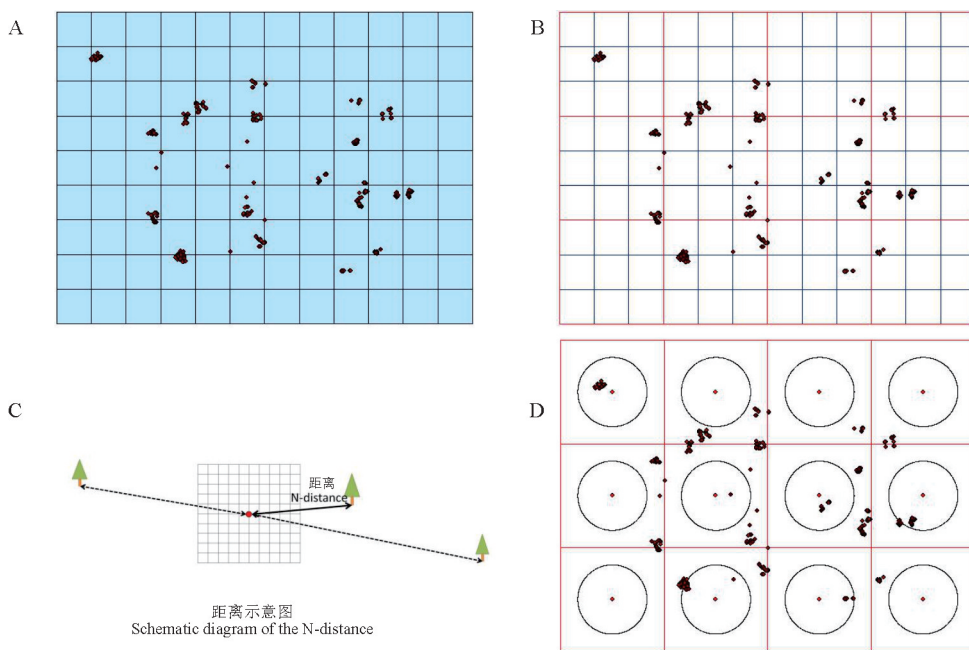 A
B
C
距离
N-distance
距离示意图
Schematic diagram of the N-distance
D